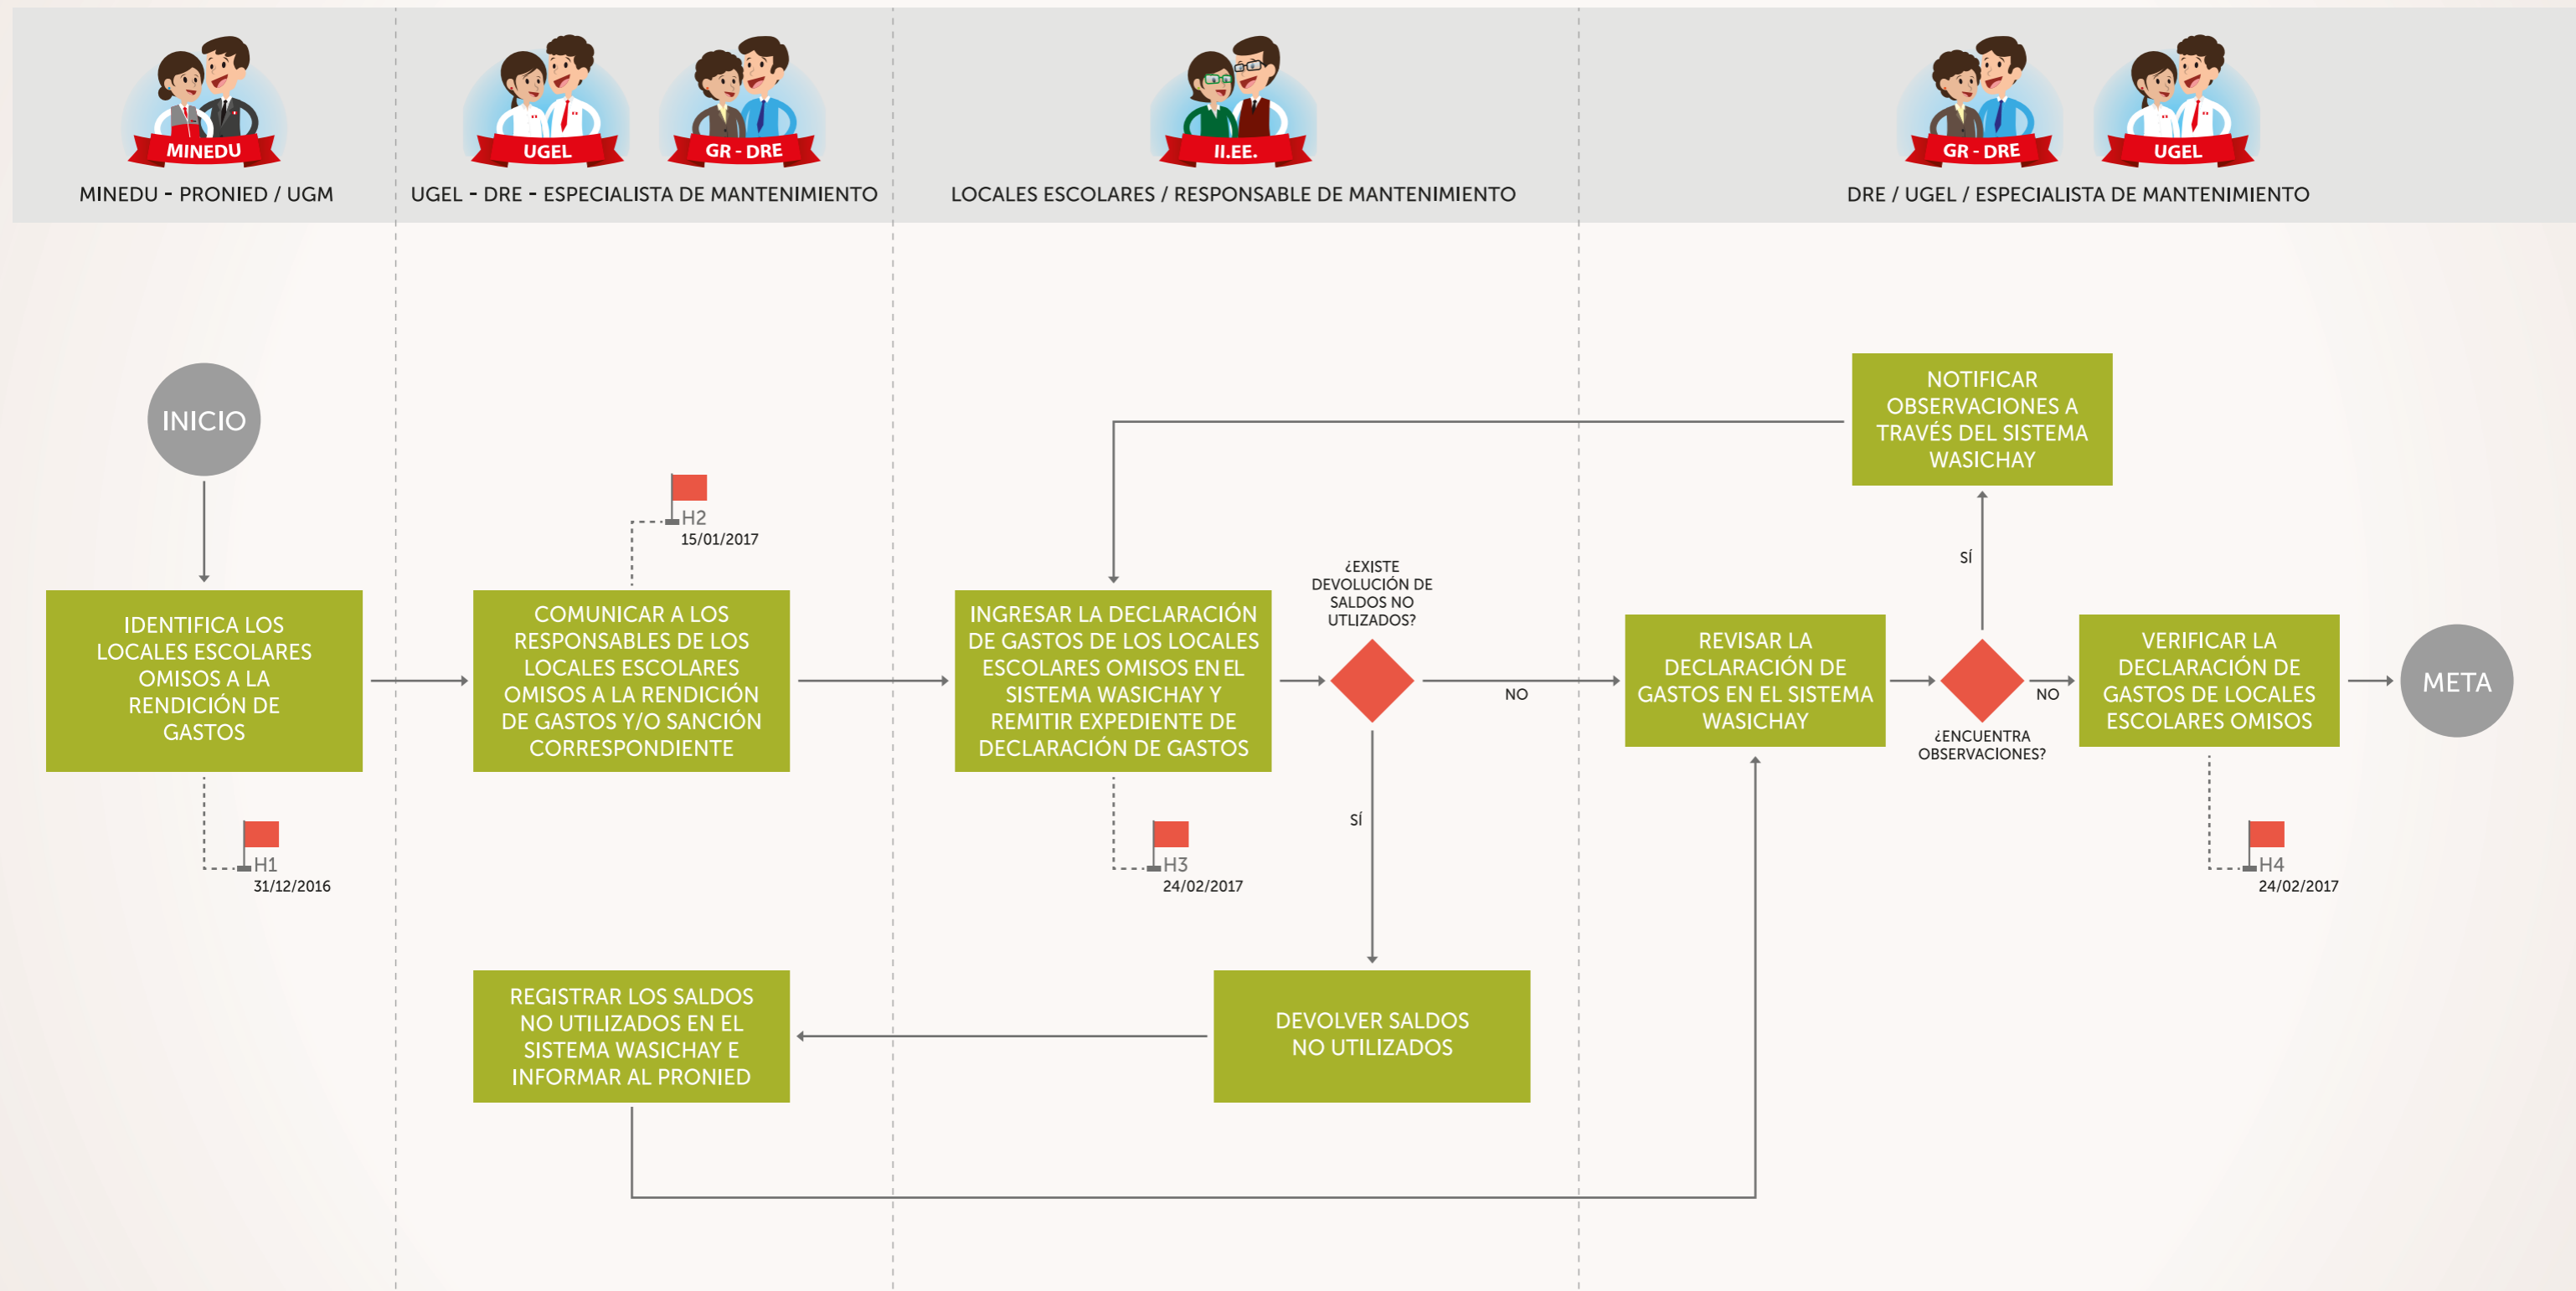 MINEDU
MINEDU - PRONIED / UGM
UGEL
GR - DRE
UGEL - DRE - ESPECIALISTA DE MANTENIMIENTO
II.EE.
LOCALES ESCOLARES / RESPONSABLE DE MANTENIMIENTO
GR - DRE
UGEL
DRE / UGEL / ESPECIALISTA DE MANTENIMIENTO
INICIO
IDENTIFICA LOS
LOCALES ESCOLARES
OMISOS A LA
RENDICIÓN DE
GASTOS
H1
31/12/2016
H2
15/01/2017
COMUNICAR A LOS
RESPONSABLES DE LOS
LOCALES ESCOLARES
OMISOS A LA RENDICIÓN
DE GASTOS Y/O SANCIÓN
CORRESPONDIENTE
INGRESAR LA DECLARACIÓN
DE GASTOS DE LOS LOCALES
ESCOLARES OMISOS EN EL
SISTEMA WASICHAY Y
REMITIR EXPEDIENTE DE
DECLARACIÓN DE GASTOS
H3
24/02/2017
¿EXISTE
DEVOLUCIÓN DE
SALDOS NO
UTLIZADOS?
NO
SÍ
DEVOLVER SALDOS
NO UTILIZADOS
REGISTRAR LOS SALDOS
NO UTILIZADOS EN EL
SISTEMA WASICHAY E
INFORMAR AL PRONIED
REVISAR LA
DECLARACIÓN DE
GASTOS EN EL SISTEMA
WASICHAY
¿ENCUENTRA
OBSERVACIONES?
SÍ
NOTIFICAR
OBSERVACIONES A
TRAVÉS DEL SISTEMA
WASICHAY
NO
VERIFICAR LA
DECLARACIÓN DE
GASTOS DE LOCALES
ESCOLARES OMISOS
H4
24/02/2017
META